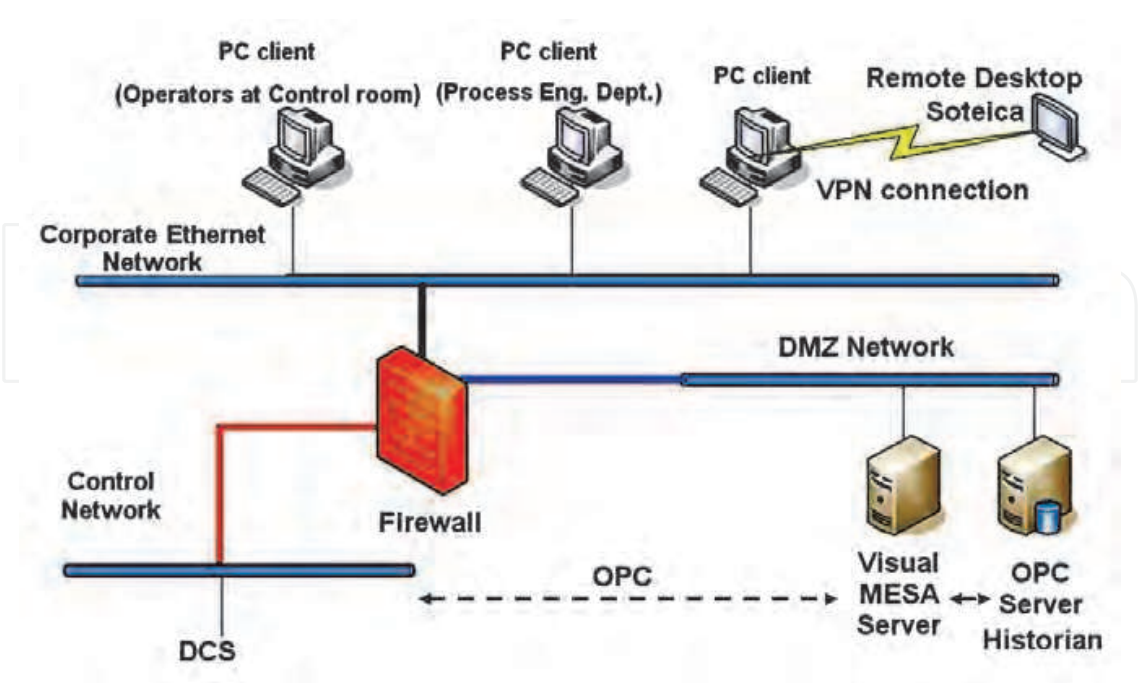 PC client
(Operators at Control room)
PC client
(Process Eng. Dept.)
PC client
Remote Desktop
Soteica
VPN connection
Corporate Ethernet
Network
DMZ Network
Control
Network
Firewall
OPC
Visual
MESA
Server
OPC
Server
Historian
DCS